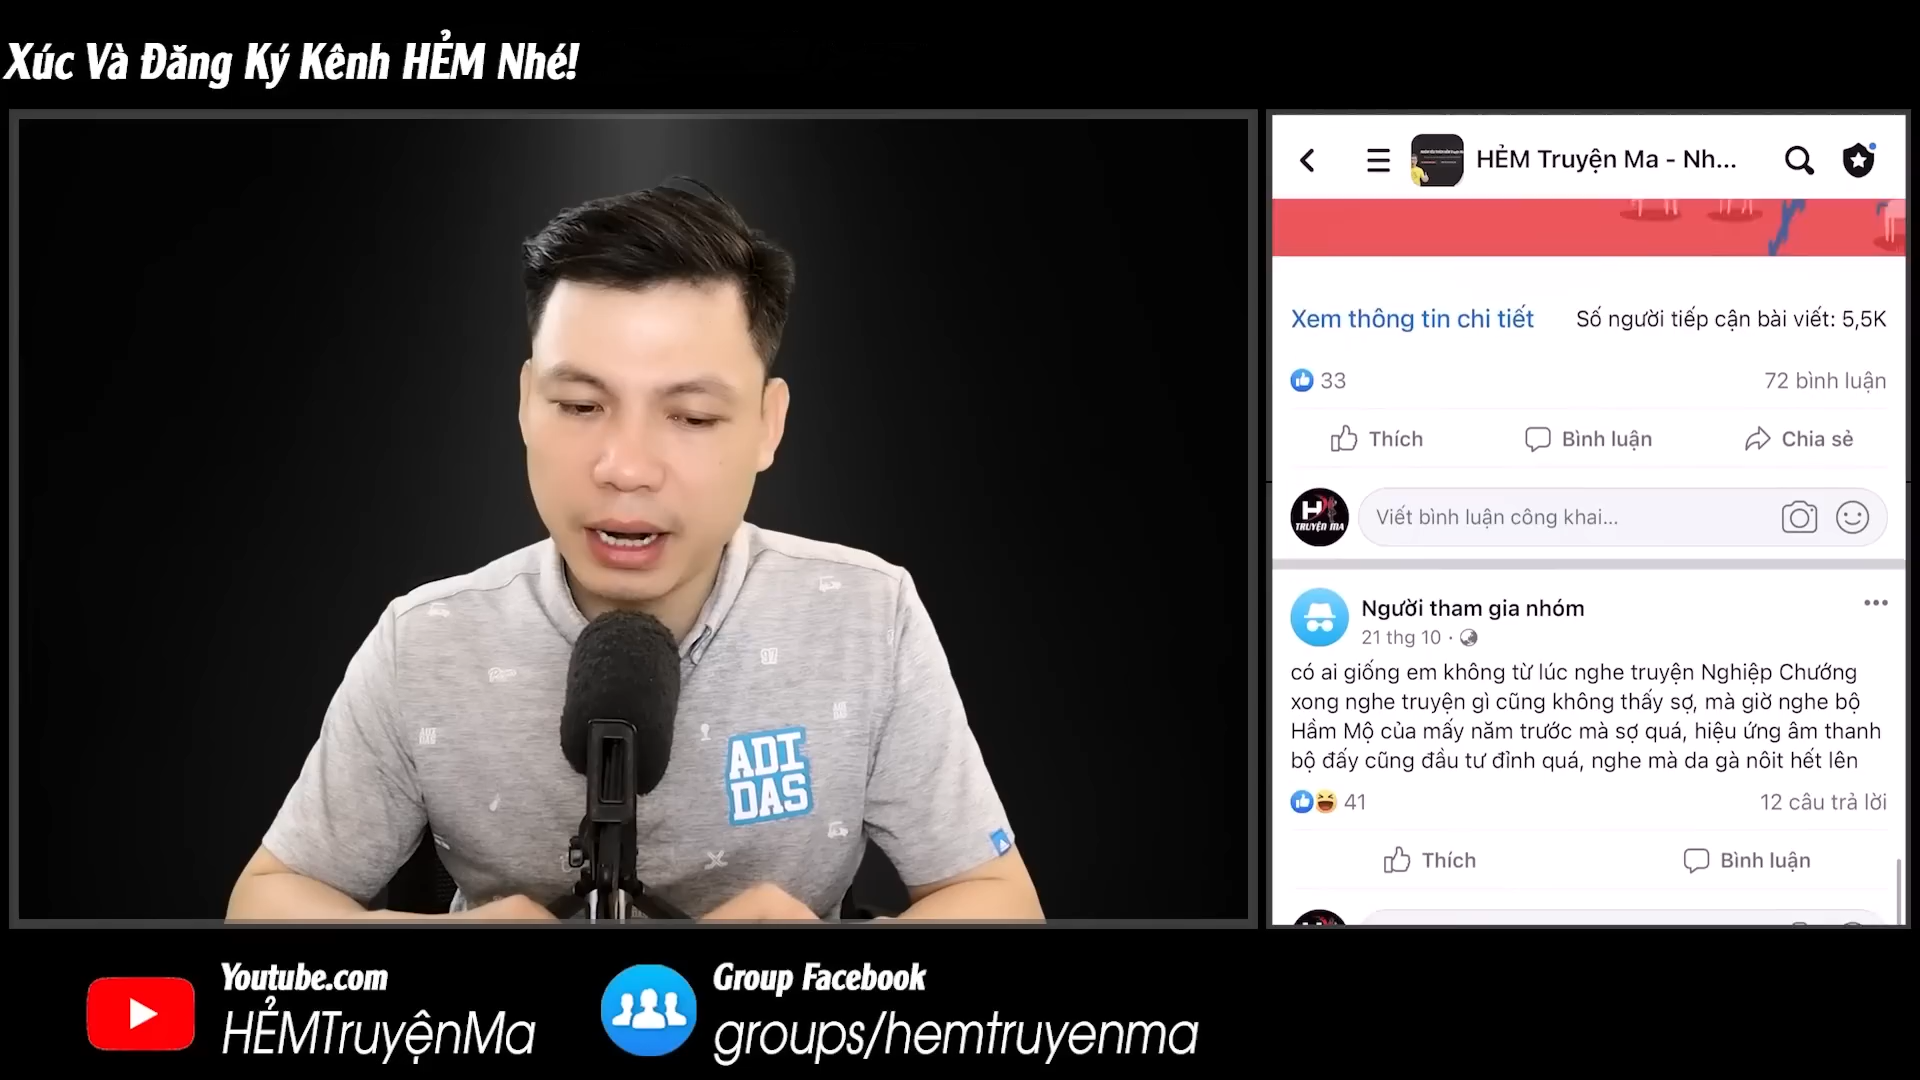 Xúc Và Đăng Ký Kênh HẺM Nhé!
HẺM Truyện Ma - Nh...
Xem thông tin chi tiết
Số người tiếp cận bài viết: 5,5K
33
72 bình luận
Thích
Bình luận
Chia sẻ
H
TRUYỆN MA
Viết bình luận công khai...
Người tham gia nhóm
21 thg 10
có ai giống em không từ lúc nghe truyện Nghiệp Chướng
xong nghe truyện gì cũng không thấy sợ, mà giờ nghe bộ
Hầm Mộ của mấy năm trước mà sợ quá, hiệu ứng âm thanh
bộ đấy cũng đầu tư đỉnh quá, nghe mà da gà nôit hết lên
41
12 câu trả lời
Thích
Bình luận
97
ADI
DAS
Youtube.com
HẺMTruyệnMa
Group Facebook
groups/hemtruyenma